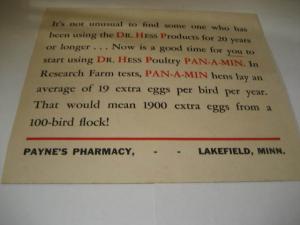 It's not unusual to find some one who has
been using the DR. HESS Products for 20 years
or longer . . . Now is a good time for you to
start using DR. HESS Poultry PAN-A-MIN. In
Research Farm tests, PAN-A-MIN hens lay an
average of 19 extra eggs per bird per year.
That would mean 1900 extra eggs from a
100-bird flock!
PAYNE'S PHARMACY, - - LAKEFIELD, MINN.